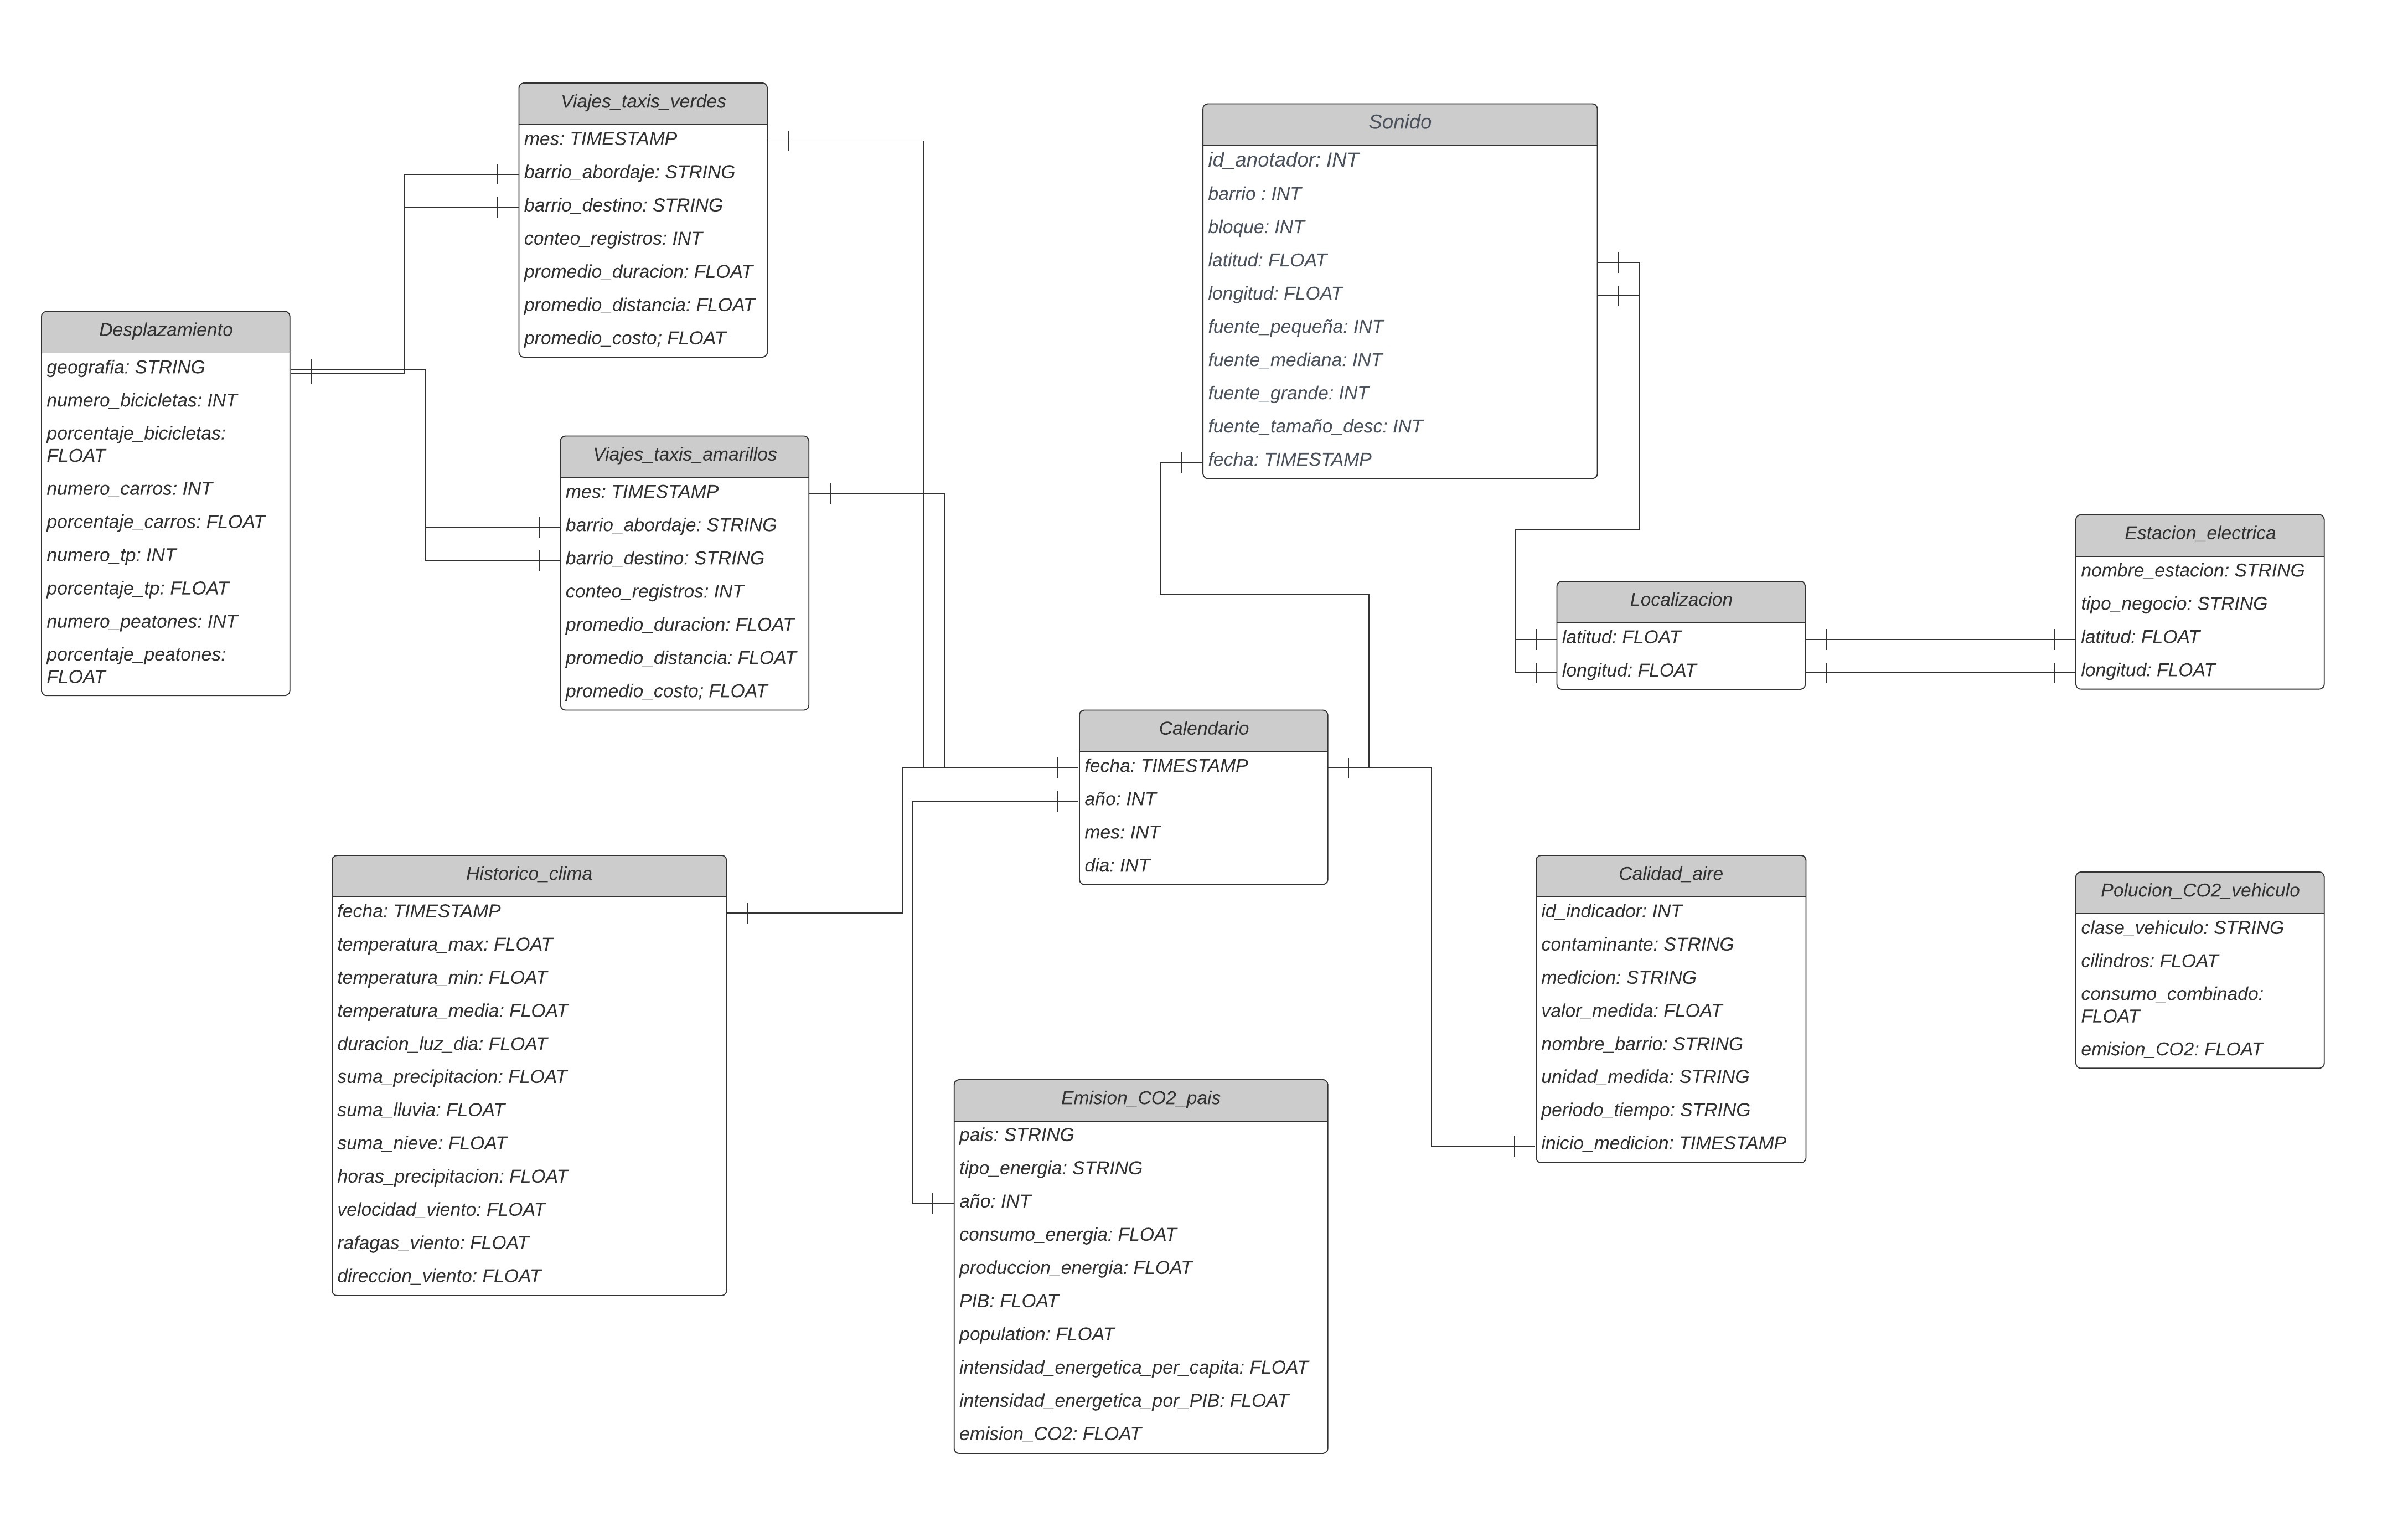 Viajes_taxis_verdes
mes: TIMESTAMP
barrio_abordaje: STRING
barrio_destino: STRING
conteo_registros: INT
promedio_duracion: FLOAT
promedio_distancia: FLOAT
promedio_costo; FLOAT
Sonido
id_anotador: INT
barrio : INT
bloque: INT
latitud: FLOAT
longitud: FLOAT
fuente_pequeña: INT
fuente_mediana: INT
fuente_grande: INT
fuente_tamaño_desc: INT
fecha: TIMESTAMP
Desplazamiento
geografia: STRING
numero_bicicletas: INT
porcentaje_bicicletas:
FLOAT
numero_carros: INT
porcentaje_carros: FLOAT
numero_tp: INT
porcentaje_tp: FLOAT
numero_peatones: INT
porcentaje_peatones:
FLOAT
Viajes_taxis_amarillos
mes: TIMESTAMP
barrio_abordaje: STRING
barrio_destino: STRING
conteo_registros: INT
promedio_duracion: FLOAT
promedio_distancia: FLOAT
promedio_costo; FLOAT
Estacion_electrica
nombre_estacion: STRING
tipo_negocio: STRING
latitud: FLOAT
longitud: FLOAT
Localizacion
latitud: FLOAT
longitud: FLOAT
Calendario
fecha: TIMESTAMP
año: INT
mes: INT
dia: INT
Historico_clima
fecha: TIMESTAMP
temperatura_max: FLOAT
temperatura_min: FLOAT
temperatura_media: FLOAT
duracion_luz_dia: FLOAT
suma_precipitacion: FLOAT
suma_lluvia: FLOAT
suma_nieve: FLOAT
horas_precipitacion: FLOAT
velocidad_viento: FLOAT
rafagas_viento: FLOAT
direccion_viento: FLOAT
Calidad_aire
id_indicador: INT
contaminante: STRING
medicion: STRING
valor_medida: FLOAT
nombre_barrio: STRING
unidad_medida: STRING
periodo_tiempo: STRING
inicio_medicion: TIMESTAMP
Polucion_CO2_vehiculo
clase_vehiculo: STRING
cilindros: FLOAT
consumo_combinado:
FLOAT
emision_CO2: FLOAT
Emision_CO2_pais
pais: STRING
tipo_energia: STRING
año: INT
consumo_energia: FLOAT
produccion_energia: FLOAT
PIB: FLOAT
population: FLOAT
intensidad_energetica_per_capita: FLOAT
intensidad_energetica_por_PIB: FLOAT
emision_CO2: FLOAT